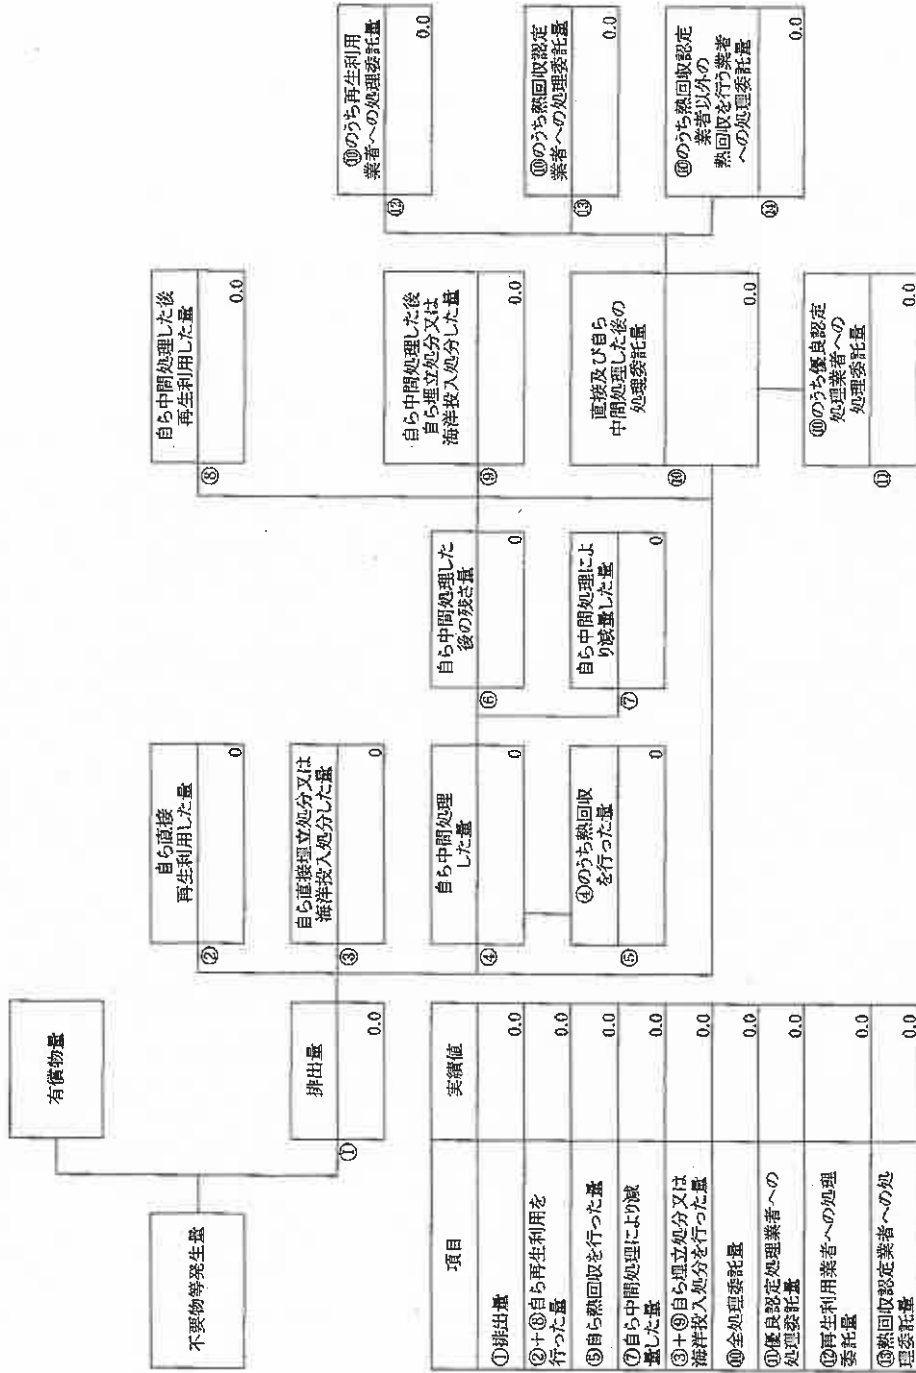 不要物等発生量
有償物量
①
排出量
0.0
②
自ら直接
再生利用した量
0
③
自ら直接埋立処分又は
海洋投入処分した量
0
④
自ら中間処理
した量
0
⑤
④のうち熱回収
を行った量
0
⑥
自ら中間処理した
後の残さ量
0
⑦
自ら中間処理によ
り減量した量
0
⑧
自ら中間処理した後
再生利用した量
0.0
⑨
自ら中間処理した後
自ら埋立処分又は
海洋投入処分した量
0.0
⑩
直接及び自ら
中間処理した後の
処理委託量
0.0
⑪
⑩のうち優良認定
処理業者への
処理委託量
0.0
⑫
⑩のうち再生利用
業者への処理委託量
0.0
⑬
⑩のうち熱回収認定
業者への処理委託量
0.0
⑭
⑩のうち熱回収認定
業者以外の
熱回収を行う業者
への処理委託量
0.0
項目 実績値
①排出量 0.0
②+⑧自ら再生利用を
行った量 0.0
⑤自ら熱回収を行った量 0.0
⑦自ら中間処理により減
量した量 0.0
③+⑨自ら埋立処分又は
海洋投入処分を行った量 0.0
⑩全処理委託量 0.0
⑪優良認定処理業者への
処理委託量 0.0
⑫再生利用業者への処理
委託量 0.0
⑬熱回収認定業者への処
理委託量 0.0